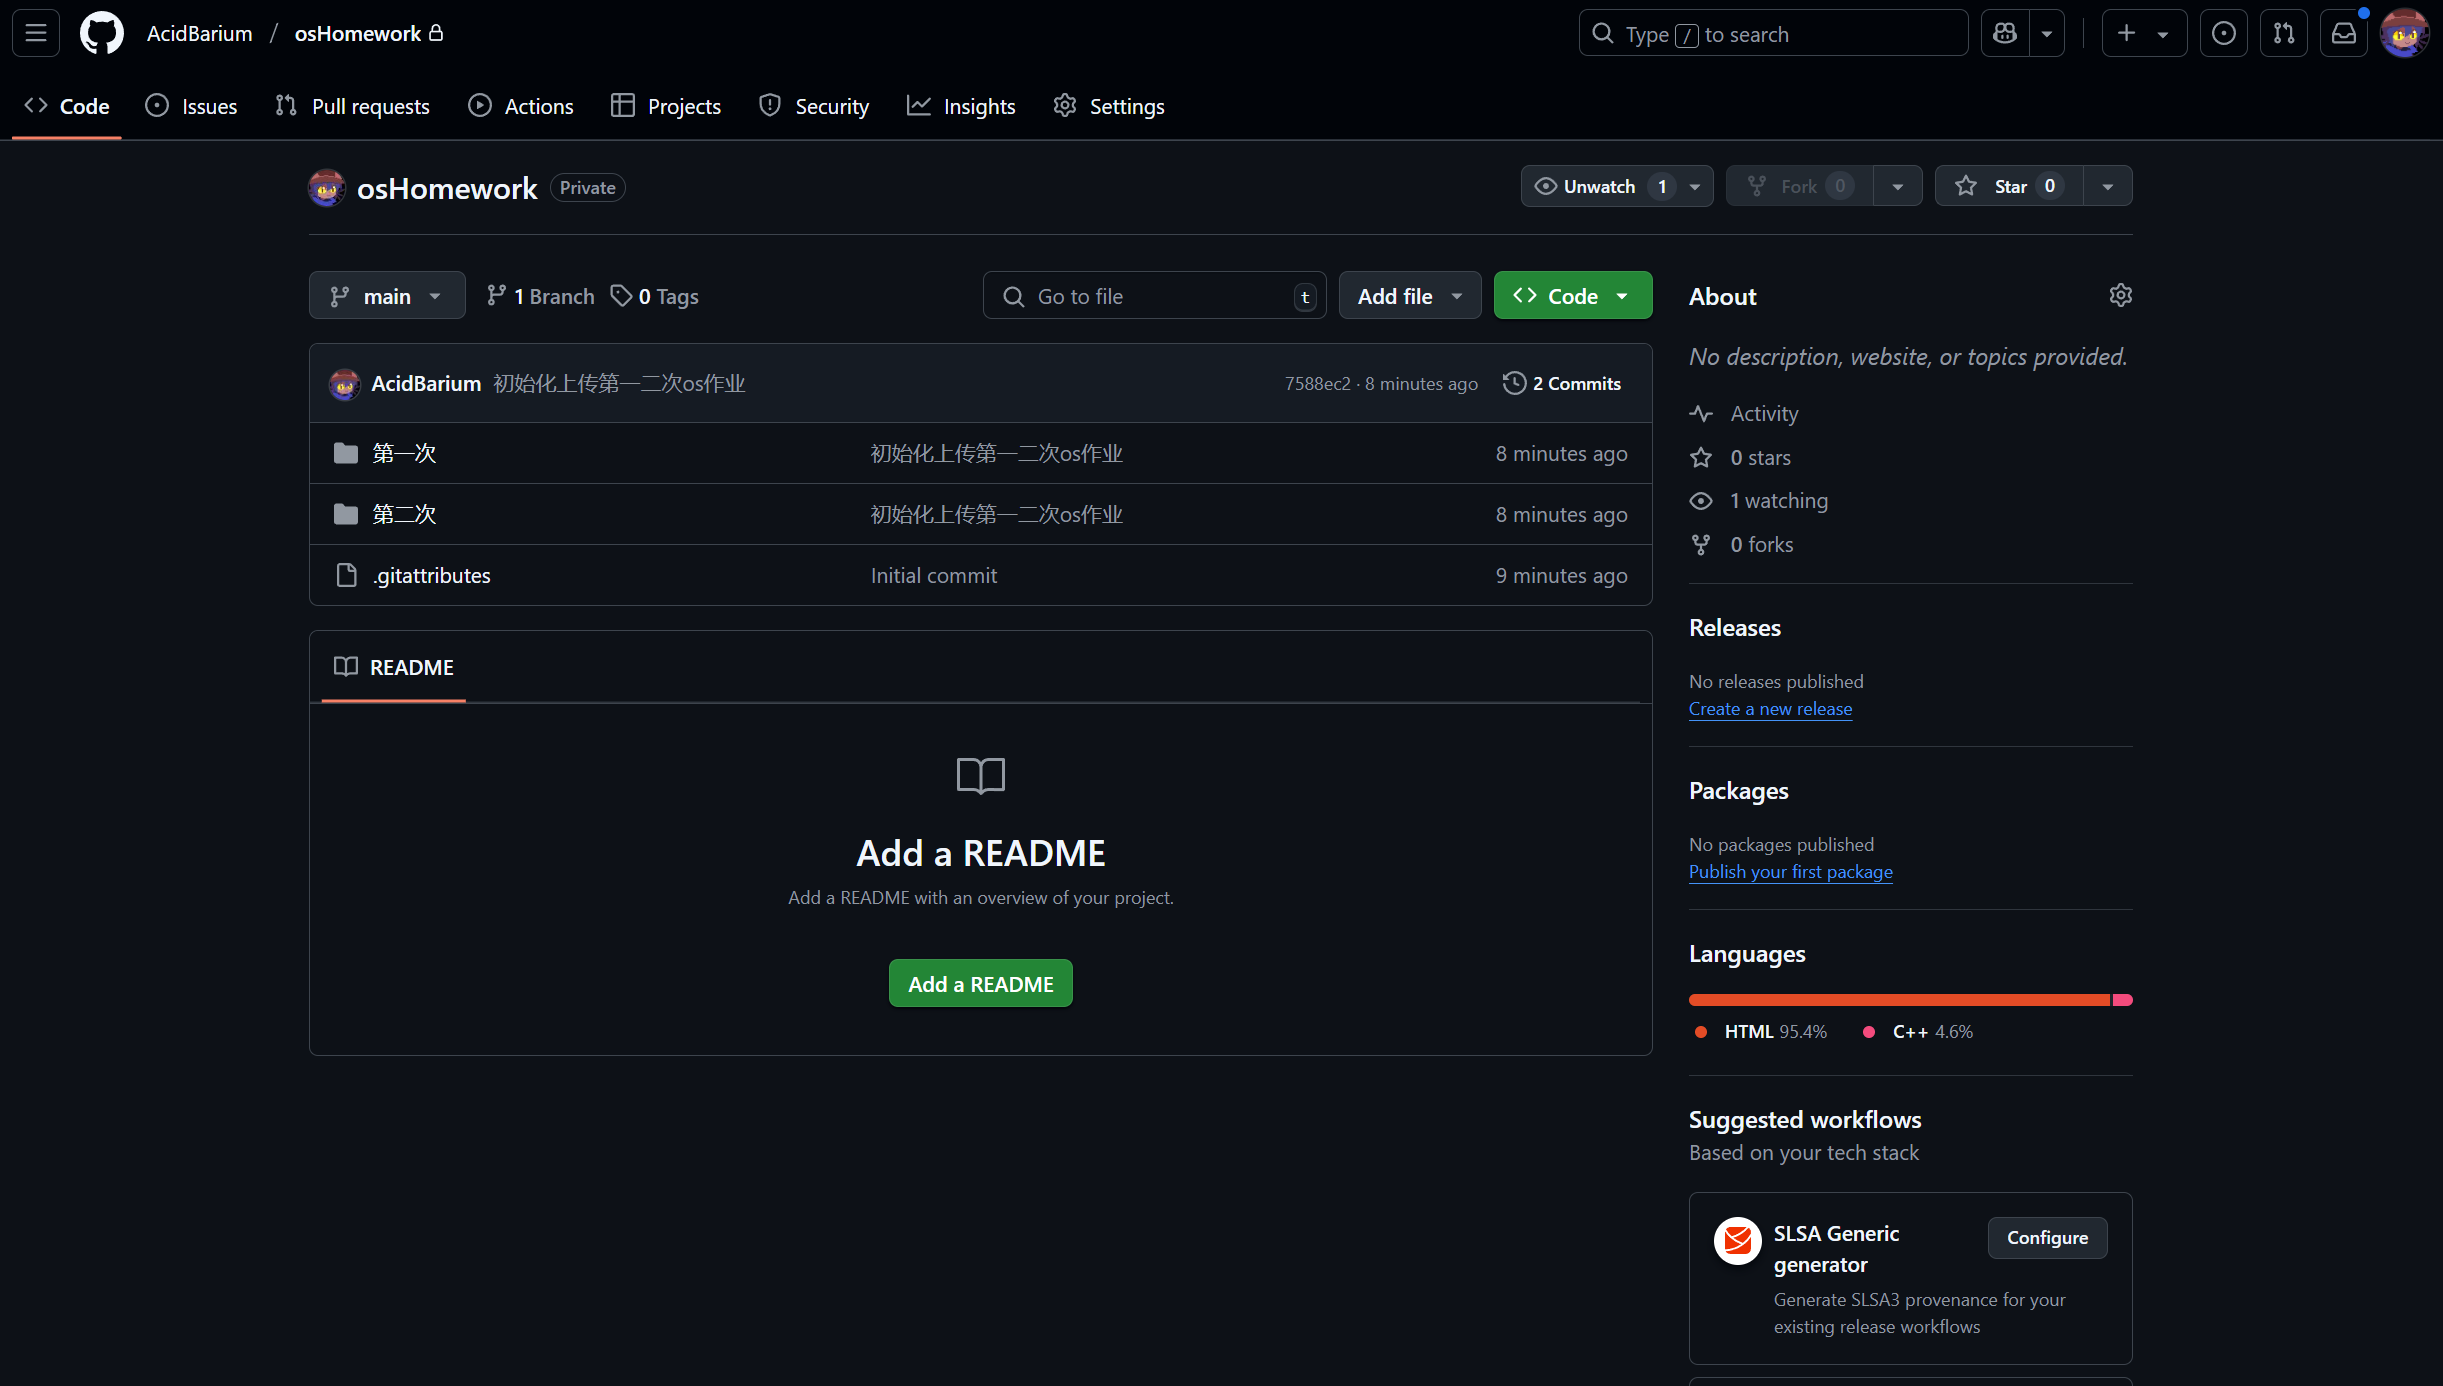 AcidBarium / osHomework
Type / to search
Code Issues Pull requests Actions Projects Security Insights Settings
osHomework Private
Unwatch 1 Fork 0 Star 0
main 1 Branch 0 Tags
Go to file t Add file Code
AcidBarium 初始化上传第一二次os作业 7588ec2 · 8 minutes ago 2 Commits
第一次 初始化上传第一二次os作业 8 minutes ago
第二次 初始化上传第一二次os作业 8 minutes ago
.gitattributes Initial commit 9 minutes ago
README
Add a README
Add a README with an overview of your project.
Add a README
About
No description, website, or topics provided.
Activity
0 stars
1 watching
0 forks
Releases
No releases published
Create a new release
Packages
No packages published
Publish your first package
Languages
HTML 95.4% C++ 4.6%
Suggested workflows
Based on your tech stack
SLSA Generic
generator
Configure
Generate SLSA3 provenance for your
existing release workflows